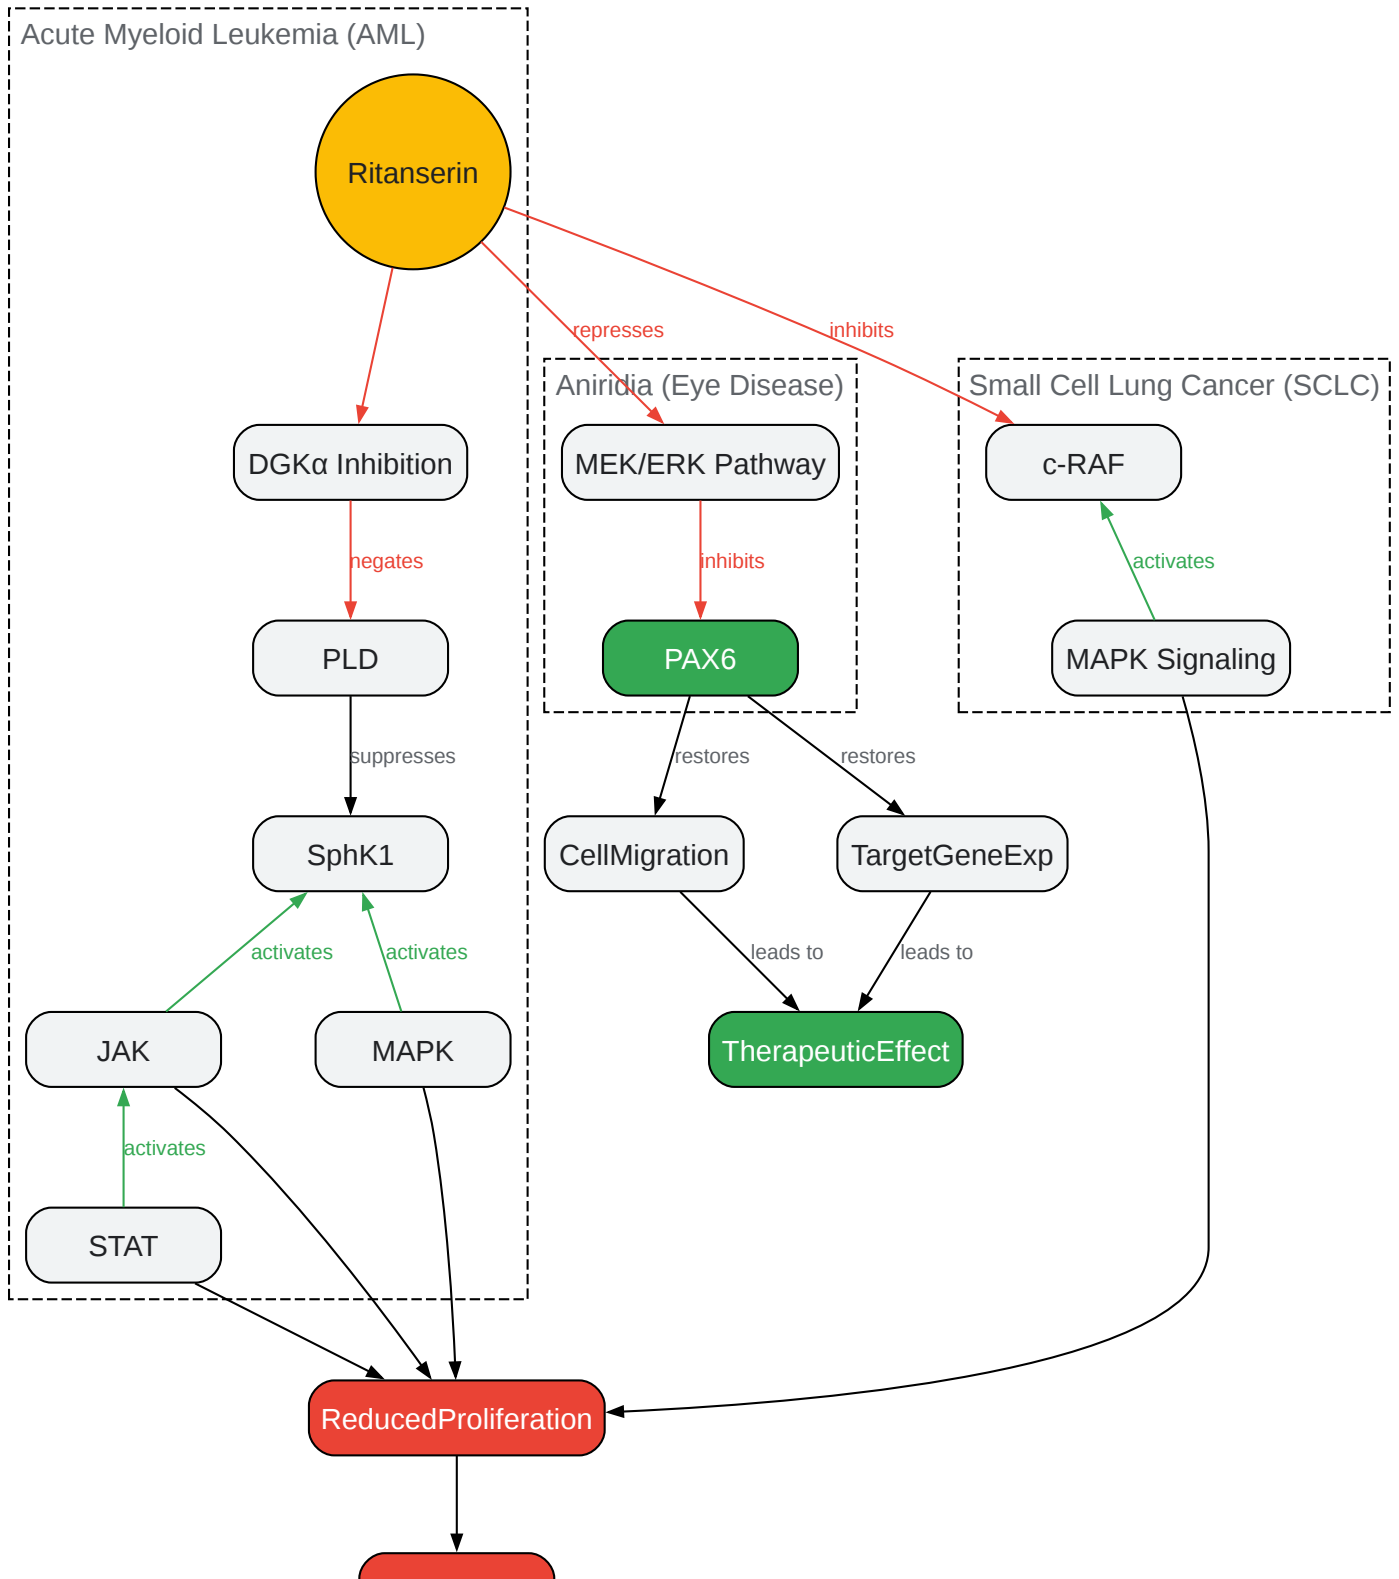 Acute Myeloid Leukemia (AML)
Ritanserin
represses
inhibits
Aniridia (Eye Disease)
Small Cell Lung Cancer (SCLC)
DGKα Inhibition
MEK/ERK Pathway
c-RAF
negates
inhibits
activates
PLD
PAX6
MAPK Signaling
suppresses
restores
restores
SphK1
CellMigration
TargetGeneExp
activates
activates
leads to
leads to
JAK
MAPK
TherapeuticEffect
activates
STAT
ReducedProliferation